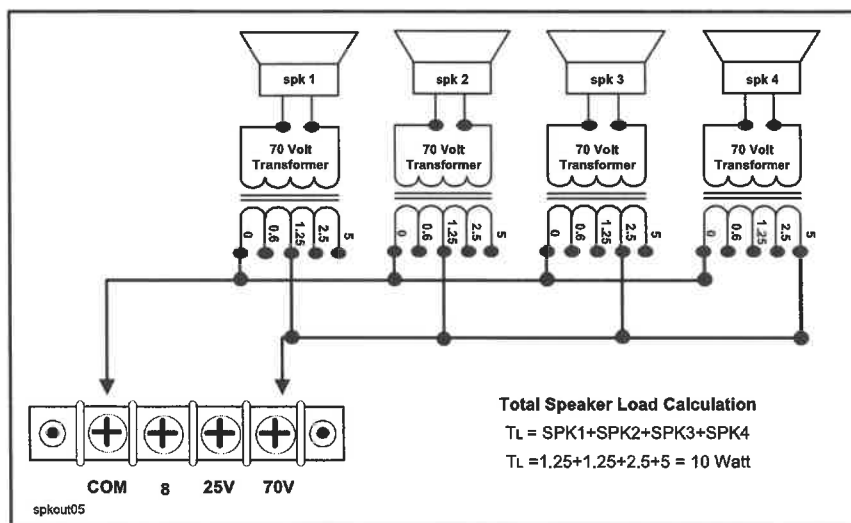 spk 1
spk 2
spk 3
spk 4
70 Volt
Transformer
70 Volt
Transformer
70 Volt
Transformer
70 Volt
Transformer
0 0.6 1.25 2.5 5
0 0.6 1.25 2.5 5
0 0.6 1.25 2.5 5
0 0.6 1.25 2.5 5
Total Speaker Load Calculation
TL = SPK1+SPK2+SPK3+SPK4
TL =1.25+1.25+2.5+5 = 10 Watt
COM 8 25V 70V
spkout05